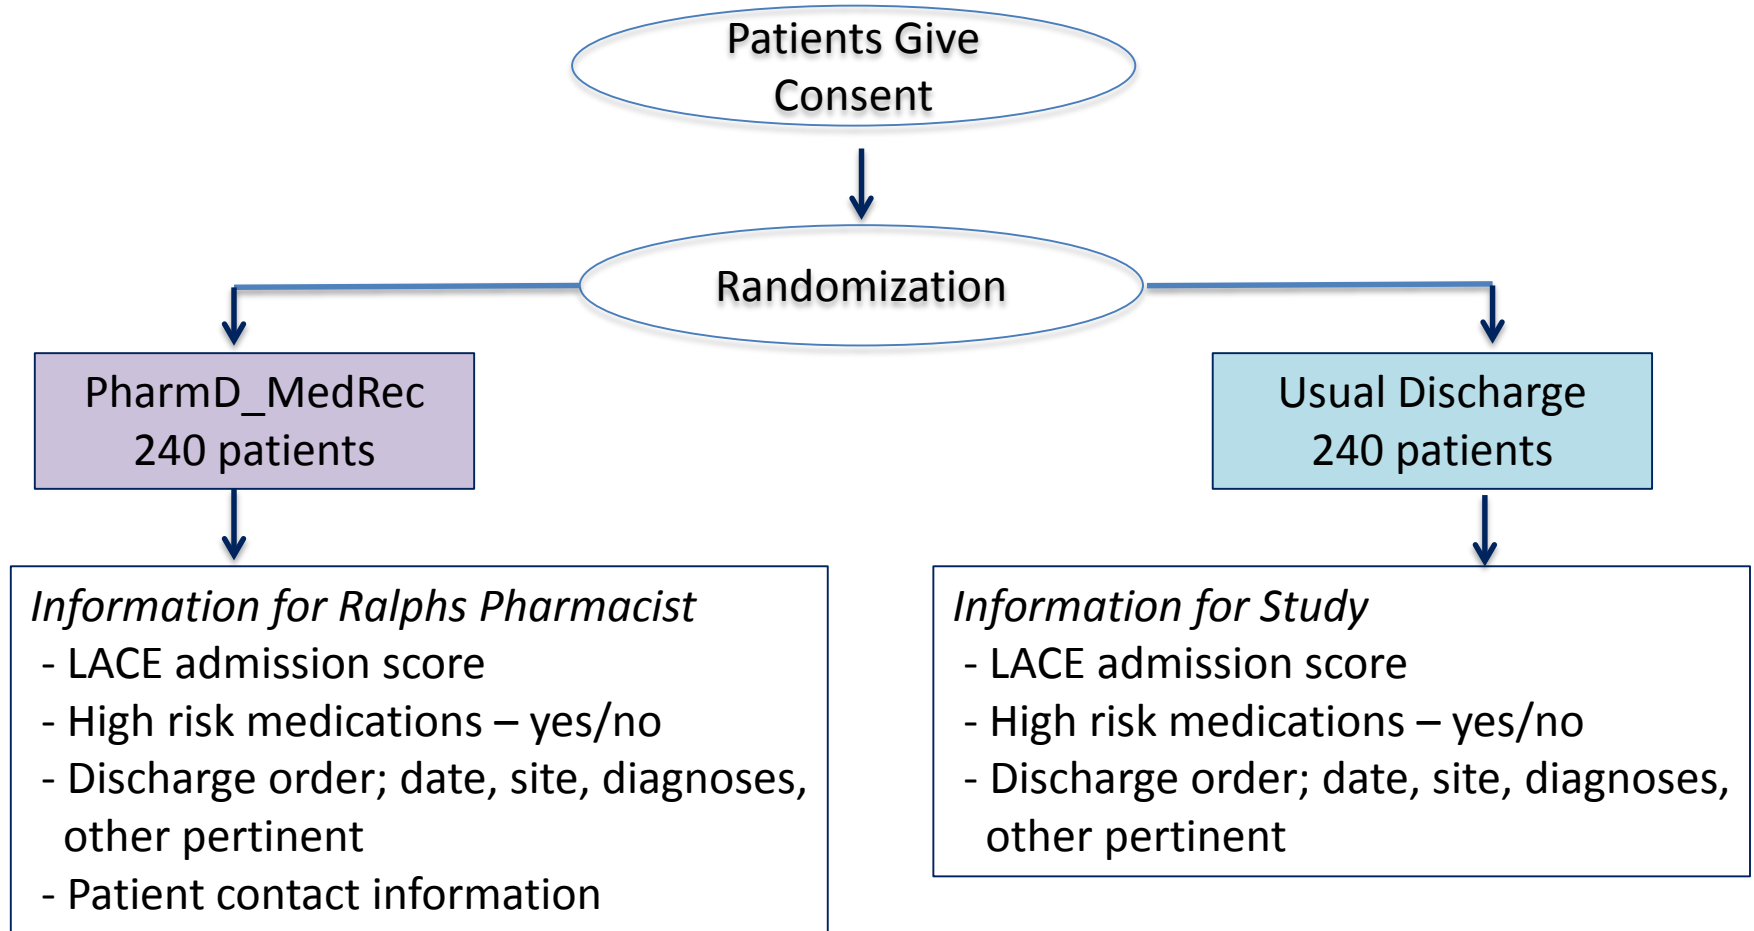 Patients Give
Consent
Randomization
PharmD_MedRec
240 patients
Usual Discharge
240 patients
Information for Ralphs Pharmacist
- LACE admission score
- High risk medications – yes/no
- Discharge order; date, site, diagnoses,
other pertinent
- Patient contact information
Information for Study
- LACE admission score
- High risk medications – yes/no
- Discharge order; date, site, diagnoses,
other pertinent